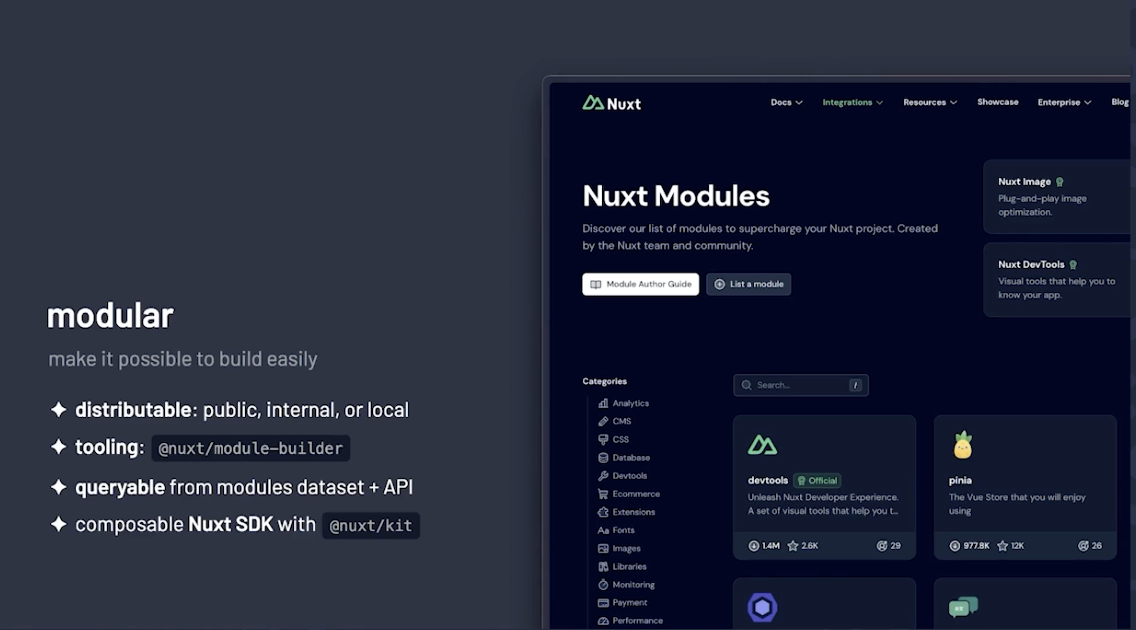 modular
make it possible to build easily
✦ distributable: public, internal, or local
✦ tooling: @nuxt/module-builder
✦ queryable from modules dataset + API
✦ composable Nuxt SDK with @nuxt/kit
Nuxt
Docs
Integrations
Resources
Showcase
Enterprise
Blog
Nuxt Modules
Discover our list of modules to supercharge your Nuxt project. Created
by the Nuxt team and community.
Module Author Guide
List a module
Nuxt Image
Plug-and-play image
optimization.
Nuxt DevTools
Visual tools that help you to
know your app.
Categories
Analytics
CMS
CSS
Database
Devtools
Ecommerce
Extensions
Aa Fonts
Images
Libraries
Monitoring
Payment
Performance
Search... /
devtools Official
Unleash Nuxt Developer Experience.
A set of visual tools that help you t...
1.4M 2.6K 29
pinia
The Vue Store that you will enjoy
using
977.8K 12K 26